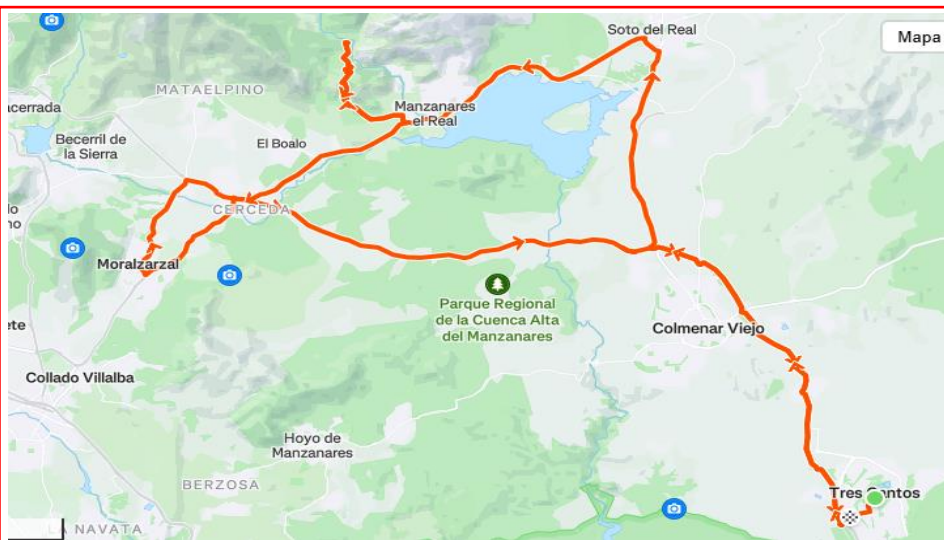 Soto del Real
Mapa
MATAELPINO
acerrada
Manzanares
el Real
Becerril de
la Sierra
El Boalo
lo
no
CERCEDA
Moralzarzal
Parque Regional
de la Cuenca Alta
del Manzanares
ete
Colmenar Viejo
Collado Villalba
Hoyo de
Manzanares
BERZOSA
Tres Cantos
LA NAVATA